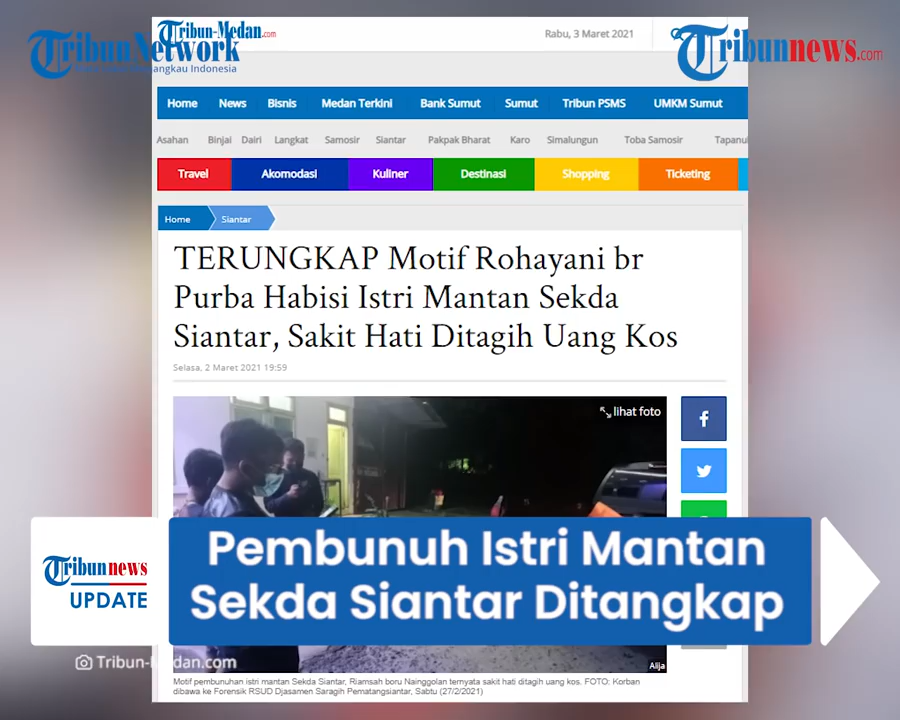 Tribun-Medan.com
Tribun Network
Indonesia
Rabu, 3 Maret 2021
Tribunnews.com
Home News Bisnis Medan Terkini Bank Sumut Sumut Tribun PSMS UMKM Sumut
Asahan Binjai Dairi Langkat Samosir Siantar Pakpak Bharat Karo Simalungun Toba Samosir Tapanul
Travel Akomodasi Kuliner Destinasi Shopping Ticketing
Home Siantar
TERUNGKAP Motif Rohayani br
Purba Habisi Istri Mantan Sekda
Siantar, Sakit Hati Ditagih Uang Kos
Selasa, 2 Maret 2021 19:59
lihat foto
Tribunnews
UPDATE
Pembunuh Istri Mantan
Sekda Siantar Ditangkap
Tribun-Medan.com
Alija
Motif pembunuhan istri mantan Sekda Siantar, Riamsah boru Nainggolan ternyata sakit hati ditagih uang kos. FOTO: Korban
dibawa ke Forensik RSUD Djasamen Saragih Pematangsiantar, Sabtu (27/2/2021)